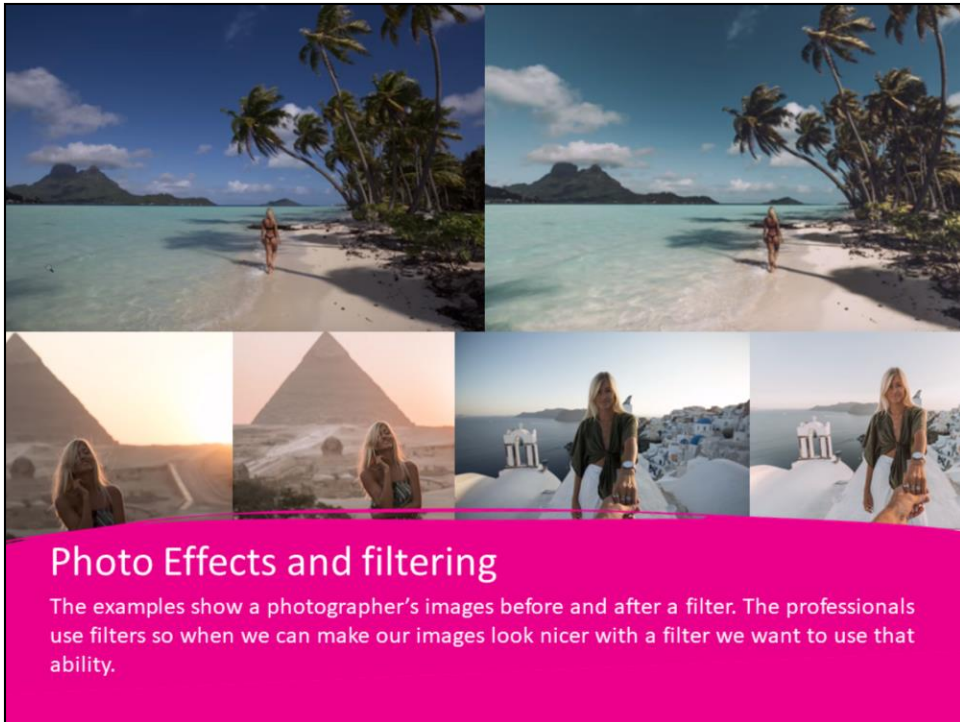 Photo Effects and filtering
The examples show a photographer’s images before and after a filter. The professionals
use filters so when we can make our images look nicer with a filter we want to use that
ability.